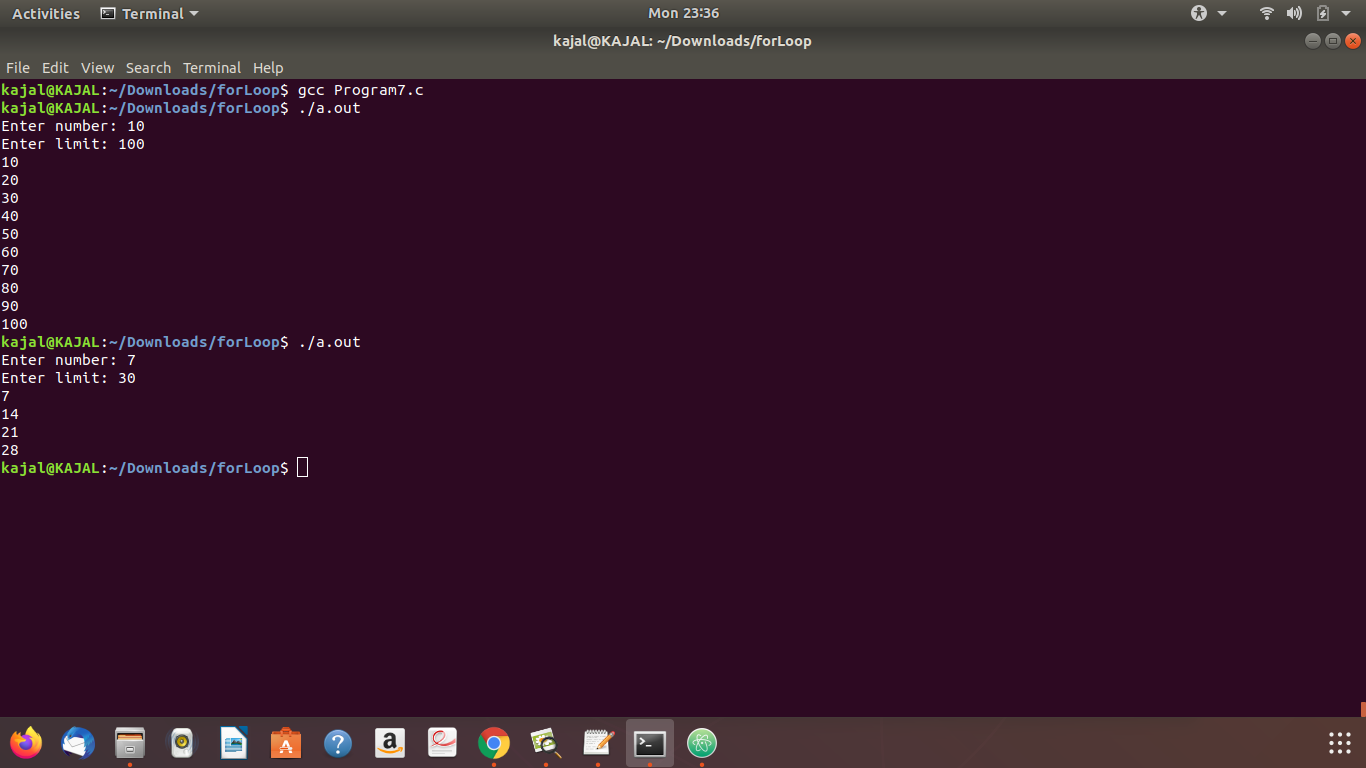 Activities Terminal Mon 23:36
kajal@KAJAL: ~/Downloads/forLoop
File Edit View Search Terminal Help
kajal@KAJAL:~/Downloads/forLoop$ gcc Program7.c
kajal@KAJAL:~/Downloads/forLoop$ ./a.out
Enter number: 10
Enter limit: 100
10
20
30
40
50
60
70
80
90
100
kajal@KAJAL:~/Downloads/forLoop$ ./a.out
Enter number: 7
Enter limit: 30
7
14
21
28
kajal@KAJAL:~/Downloads/forLoop$